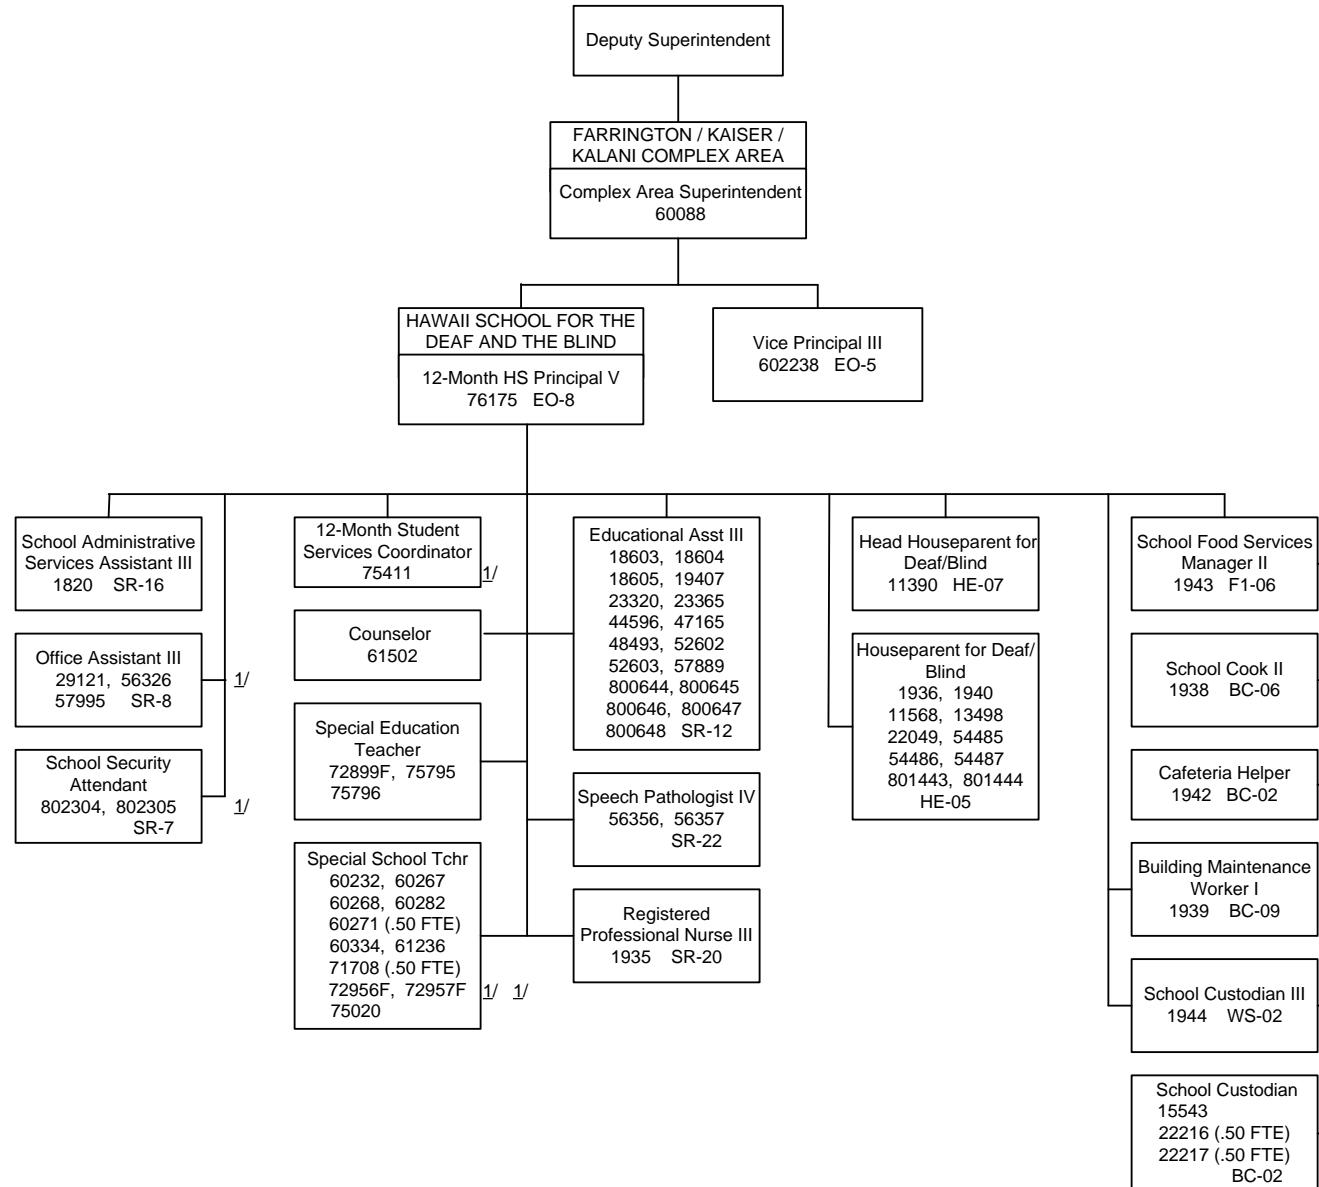 Deputy Superintendent
FARRINGTON / KAISER /
KALANI COMPLEX AREA
Complex Area Superintendent
60088
HAWAII SCHOOL FOR THE
DEAF AND THE BLIND
12-Month HS Principal V
76175 EO-8
Vice Principal III
602238 EO-5
School Administrative
Services Assistant III
1820 SR-16
Office Assistant III
29121, 56326
57995 SR-8
1/
School Security
Attendant
802304, 802305
SR-7
1/
12-Month Student
Services Coordinator
75411
1/
Counselor
61502
Special Education
Teacher
72899F, 75795
75796
Special School Tchr
60232, 60267
60268, 60282
60271 (.50 FTE)
60334, 61236
71708 (.50 FTE)
72956F, 72957F
75020
1/ 1/
Educational Asst III
18603, 18604
18605, 19407
23320, 23365
44596, 47165
48493, 52602
52603, 57889
800644, 800645
800646, 800647
800648 SR-12
Speech Pathologist IV
56356, 56357
SR-22
Registered
Professional Nurse III
1935 SR-20
Head Houseparent for
Deaf/Blind
11390 HE-07
Houseparent for Deaf/
Blind
1936, 1940
11568, 13498
22049, 54485
54486, 54487
801443, 801444
HE-05
School Food Services
Manager II
1943 F1-06
School Cook II
1938 BC-06
Cafeteria Helper
1942 BC-02
Building Maintenance
Worker I
1939 BC-09
School Custodian III
1944 WS-02
School Custodian
15543
22216 (.50 FTE)
22217 (.50 FTE)
BC-02